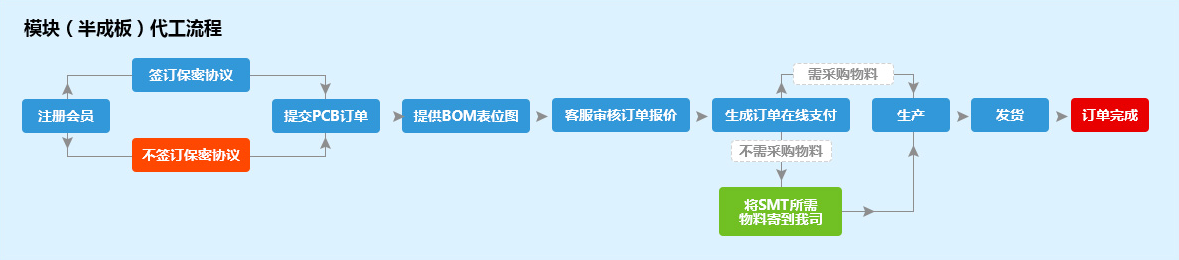 模块（半成板）代工流程
签订保密协议
注册会员
不签订保密协议
提交PCB订单
提供BOM表位图
客服审核订单报价
生成订单在线支付
需采购物料
不需采购物料
将SMT所需
物料寄到我司
生产
发货
订单完成